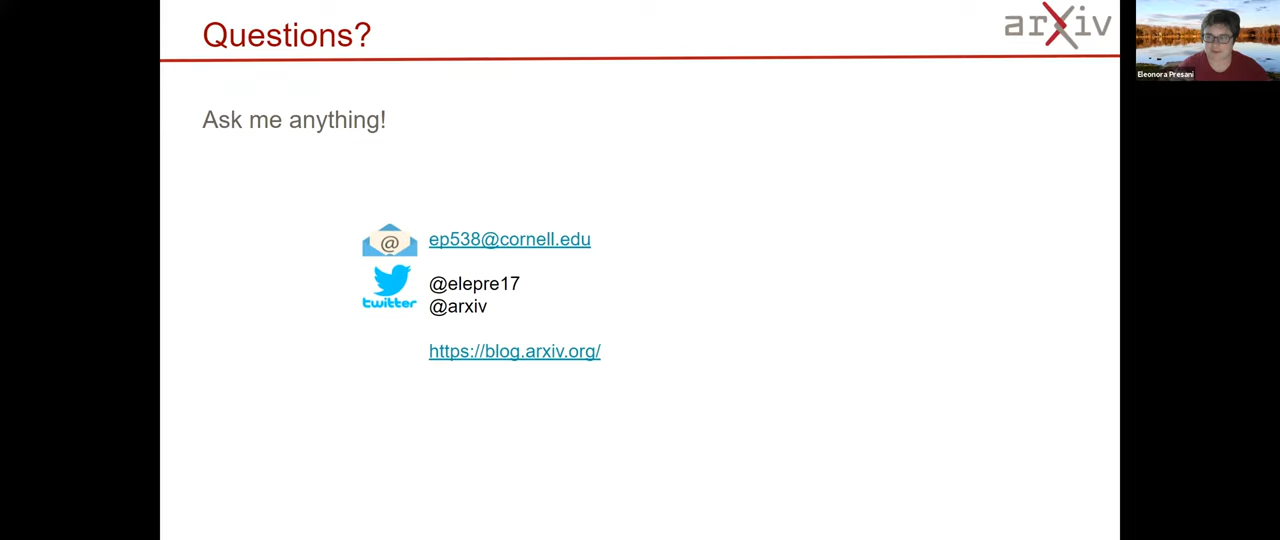 Questions?
arXiv
Eleonora Presani
Ask me anything!
@
ep538@cornell.edu
twitter
@elepre17
@arxiv
https://blog.arxiv.org/